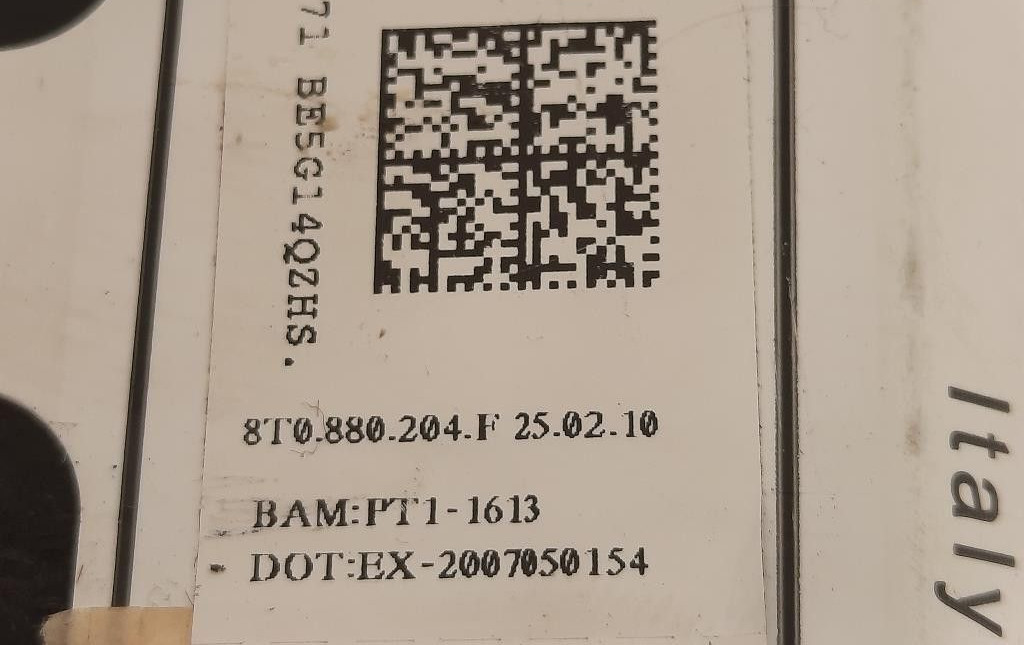 71 BE5G14QZHS.
8T0.880.204.F 25.02.10
BAM:PT1-1613
DOT:EX-2007050154
Italy